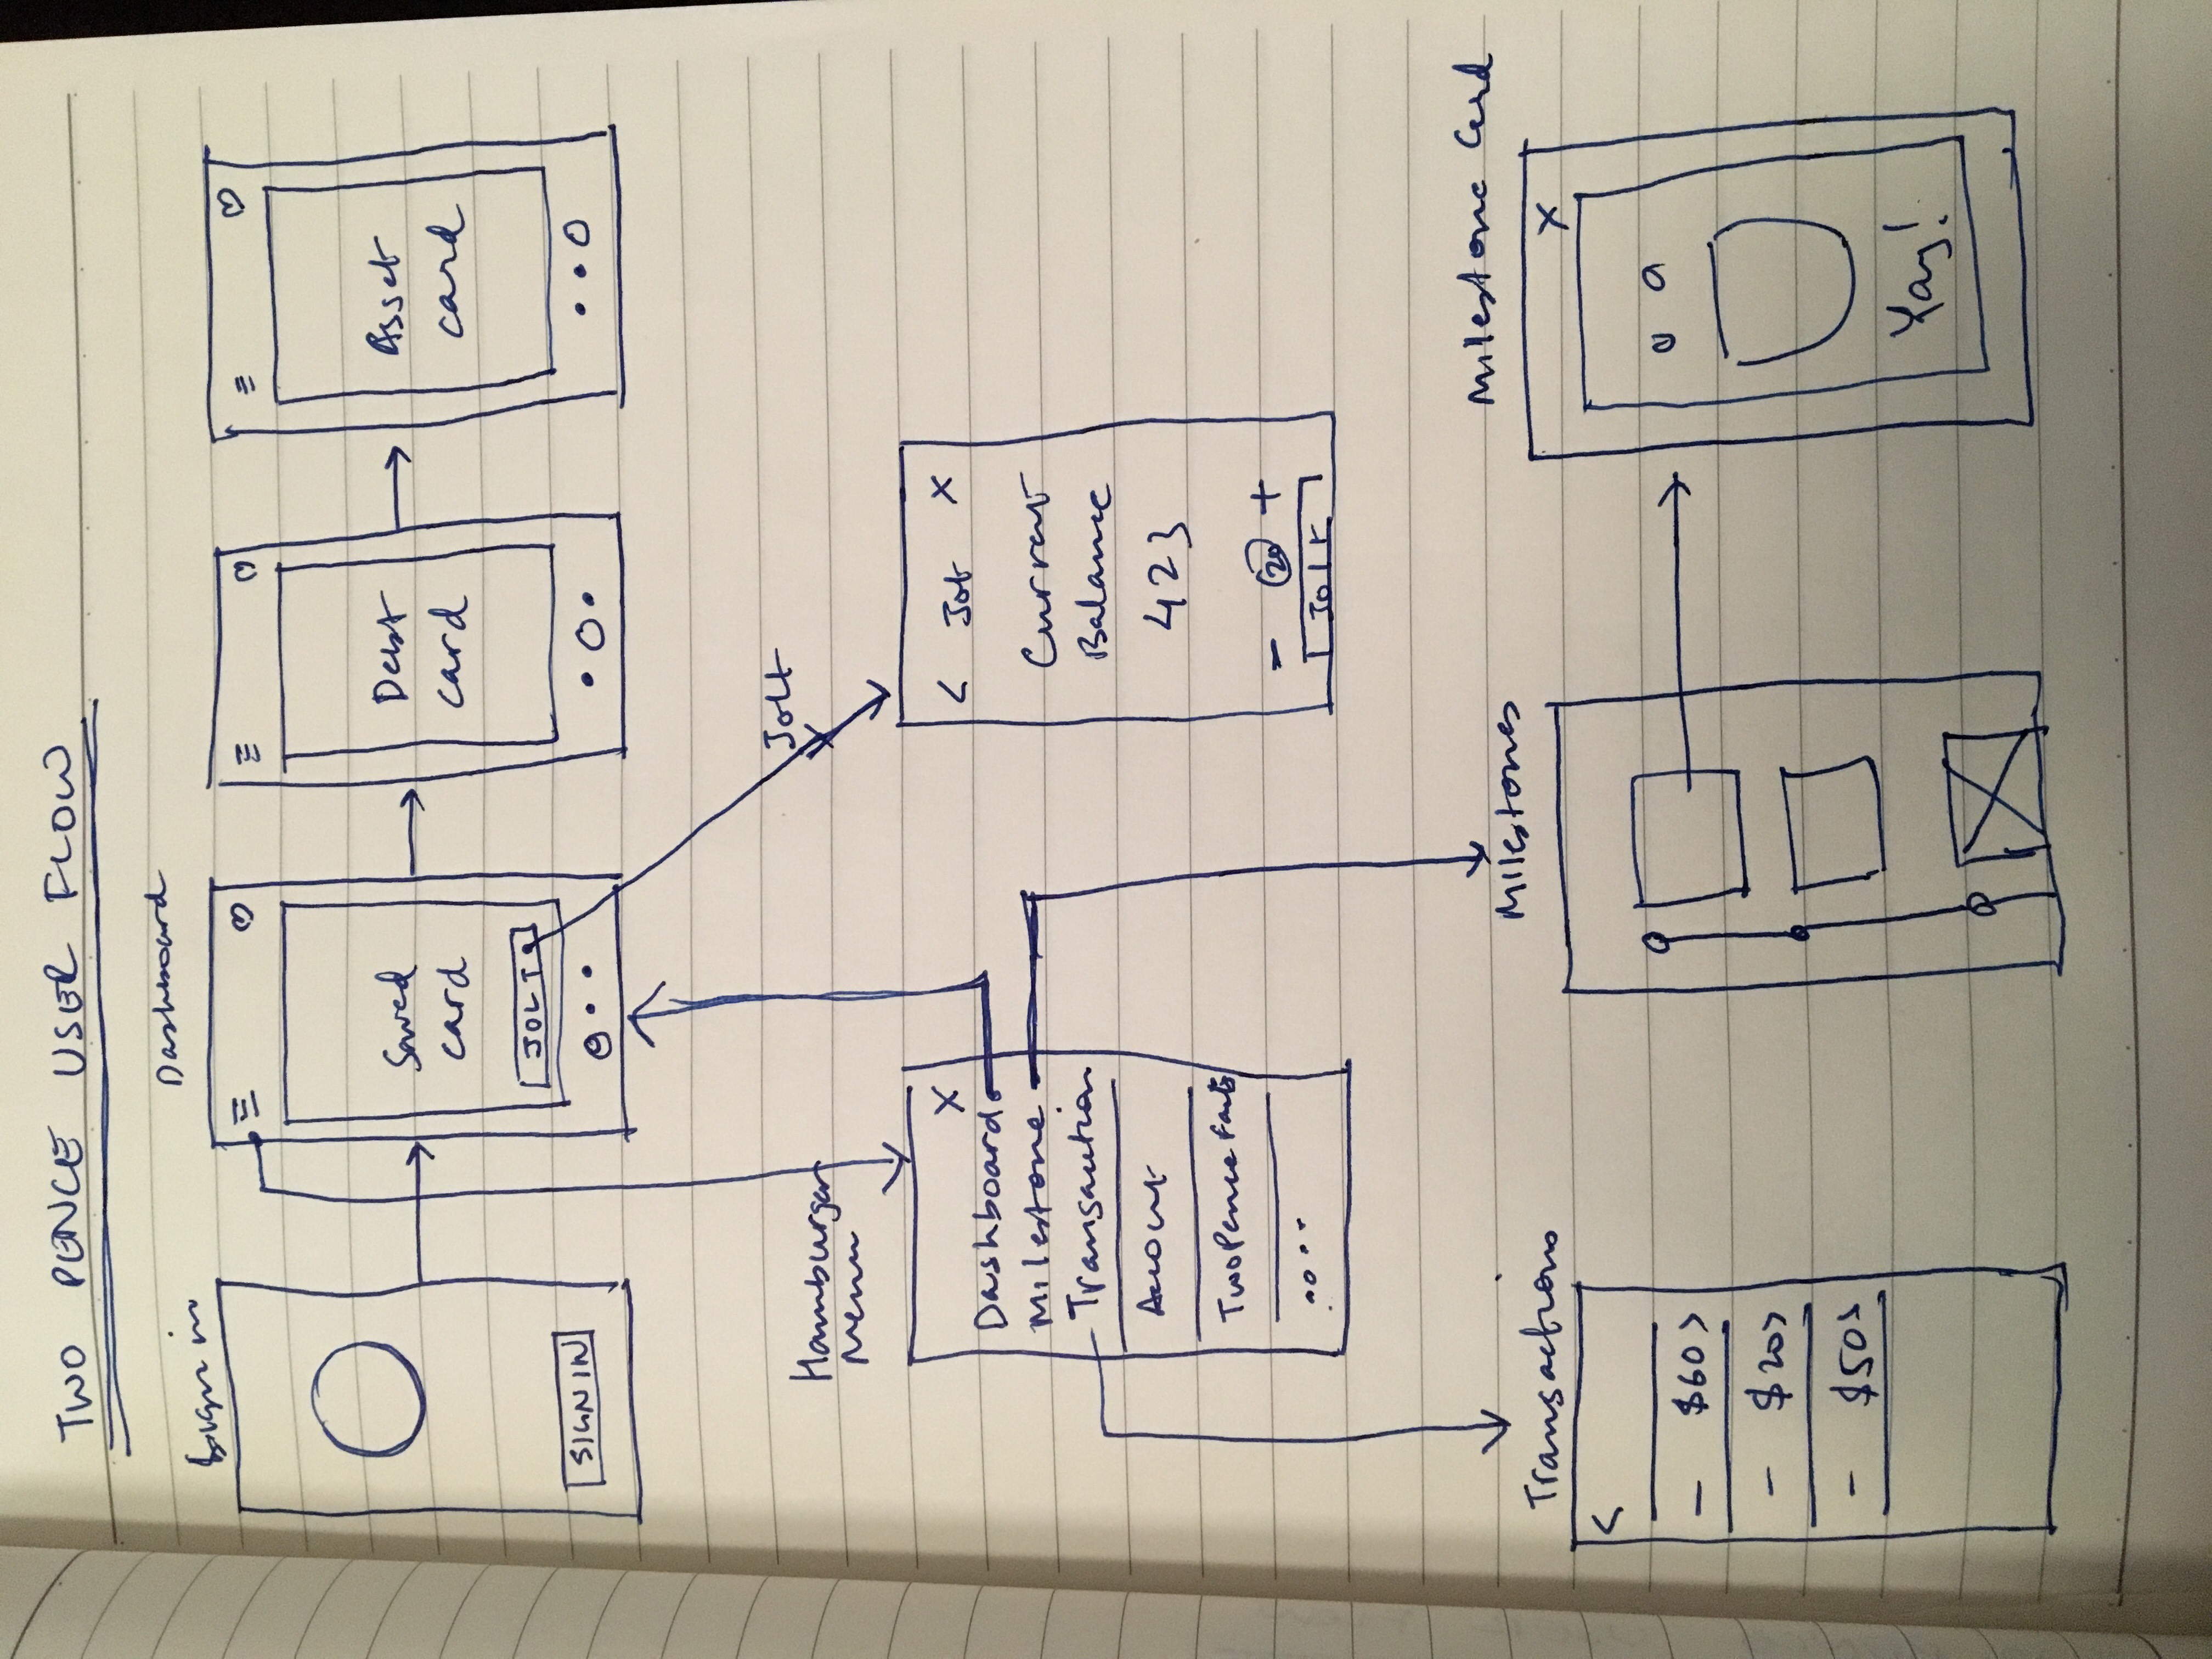 TWO PENCE USER FLOW
Sign in
Dashboard
SIGN IN
Saved
card
JOLT
Debt
card
Asset
card
Hamburger
Menu
Jolt
X
Dashboard
Milestone
Transaction
Account
TwoPence Facts
< Jot X
Current
Balance
423
- 20 +
JOLT
Transactions
<
- $60 >
- $20 >
- $50 >
Milestones
Milestone Card
X
Yay!